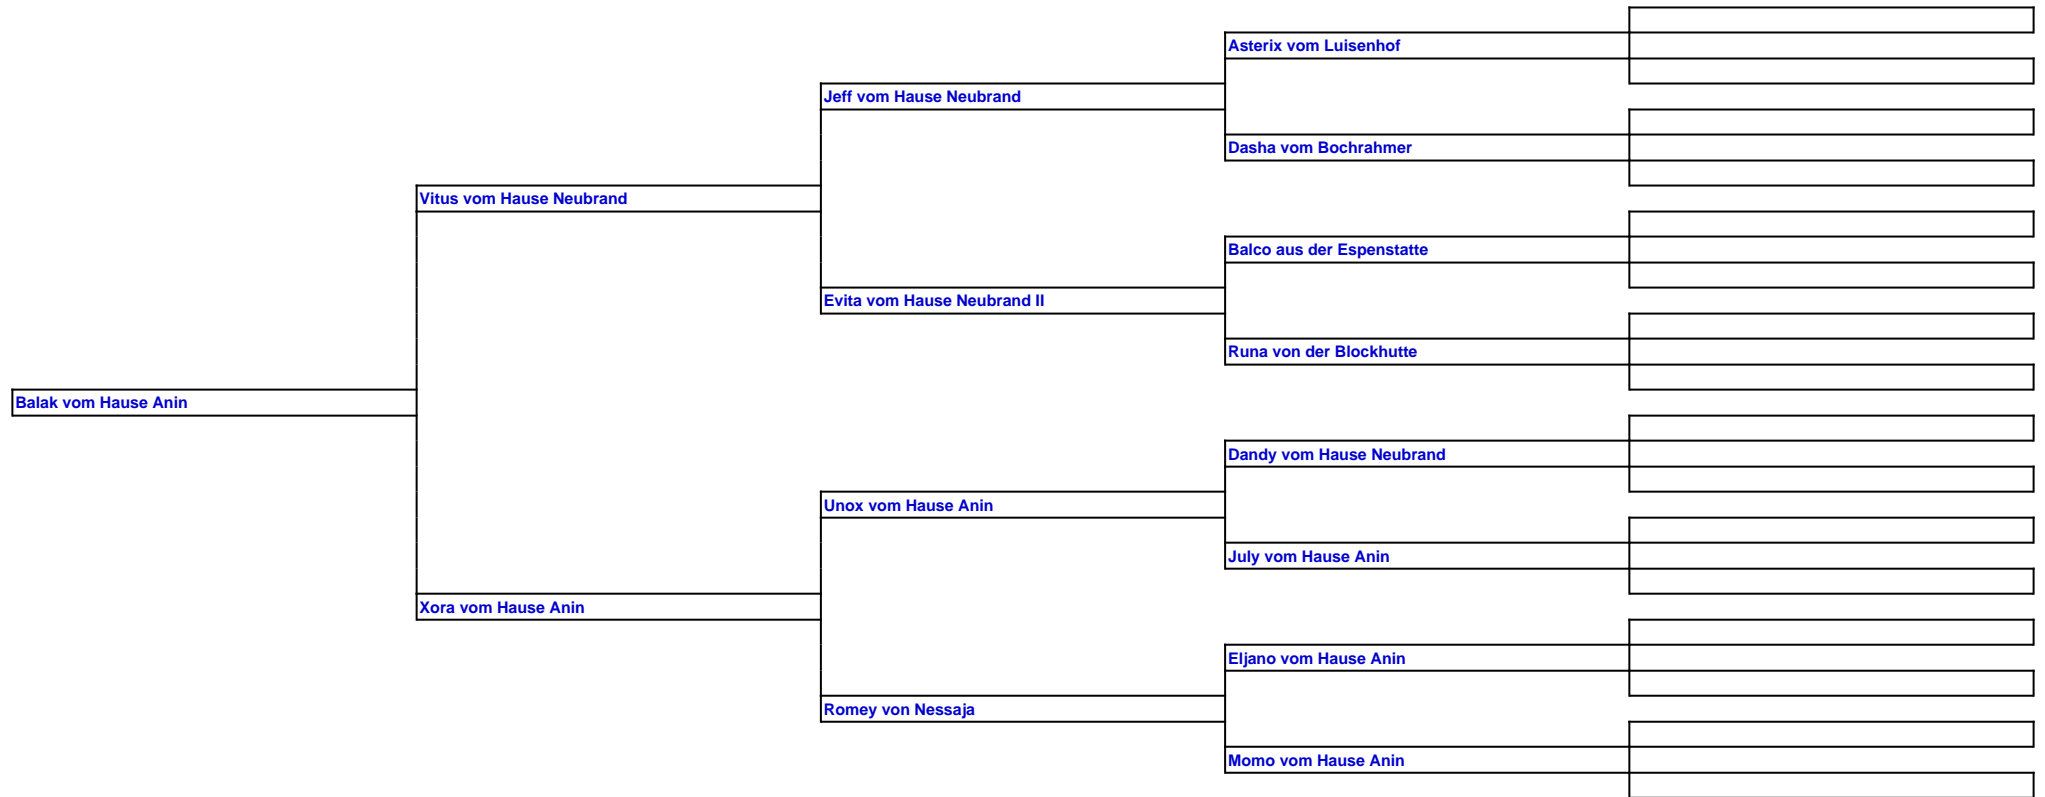 Asterix vom Luisenhof
Jeff vom Hause Neubrand
Dasha vom Bochrahmer
Vitus vom Hause Neubrand
Balco aus der Espenstatte
Evita vom Hause Neubrand II
Runa von der Blockhutte
Balak vom Hause Anin
Dandy vom Hause Neubrand
Unox vom Hause Anin
July vom Hause Anin
Xora vom Hause Anin
Eljano vom Hause Anin
Romey von Nessaja
Momo vom Hause Anin